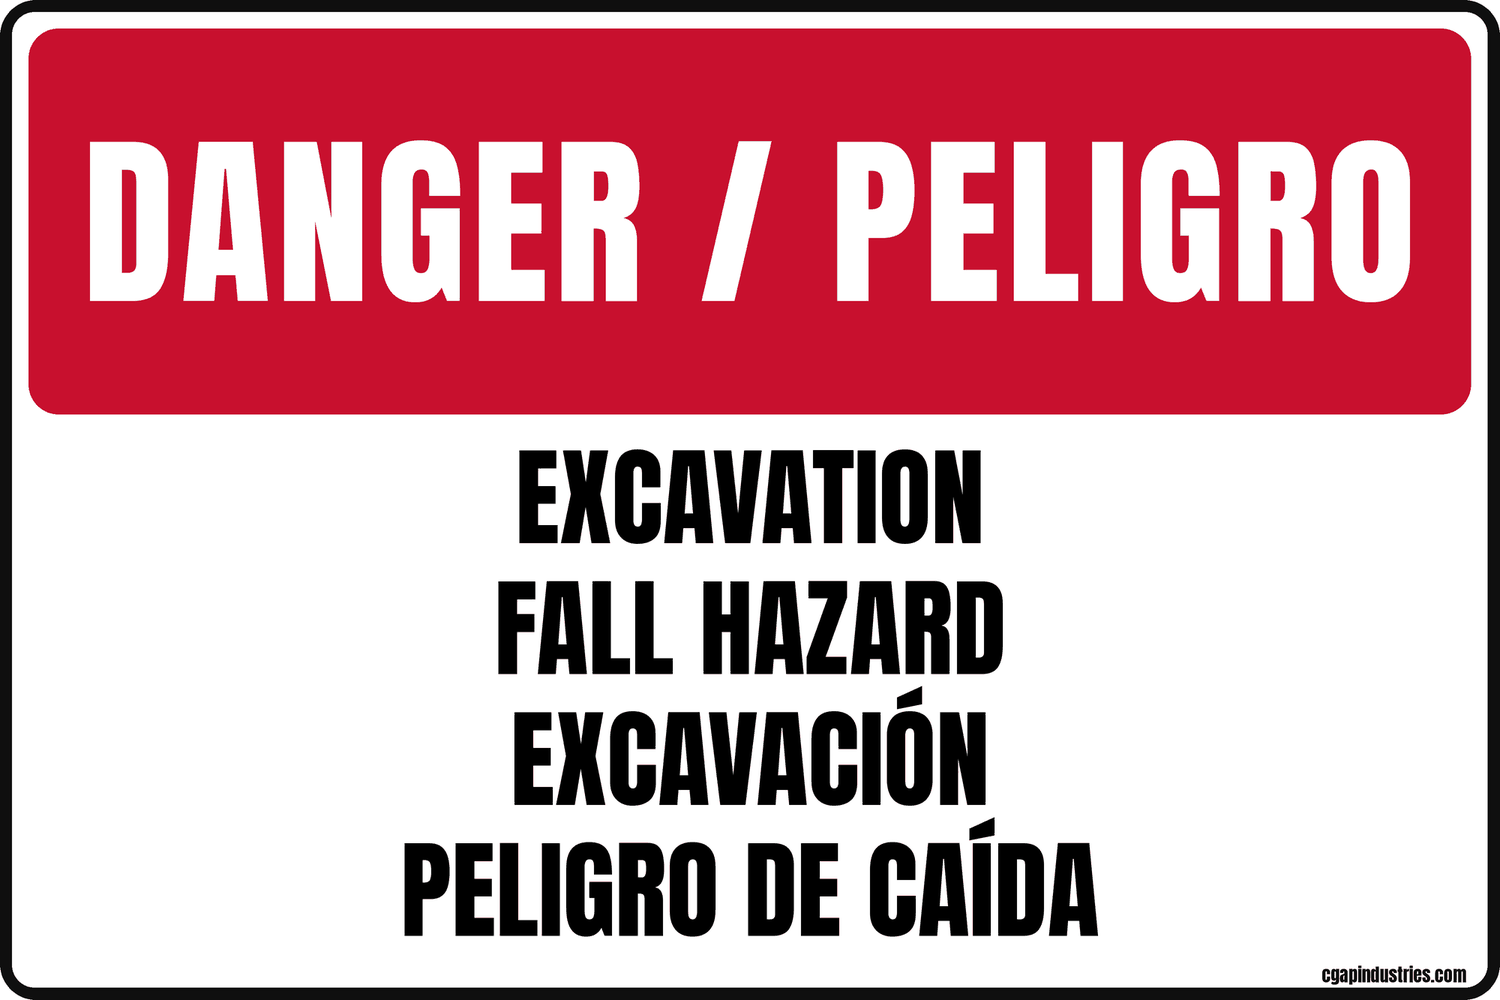 DANGER / PELIGRO
EXCAVATION
FALL HAZARD
EXCAVACIÓN
PELIGRO DE CAÍDA
cgapindustries.com